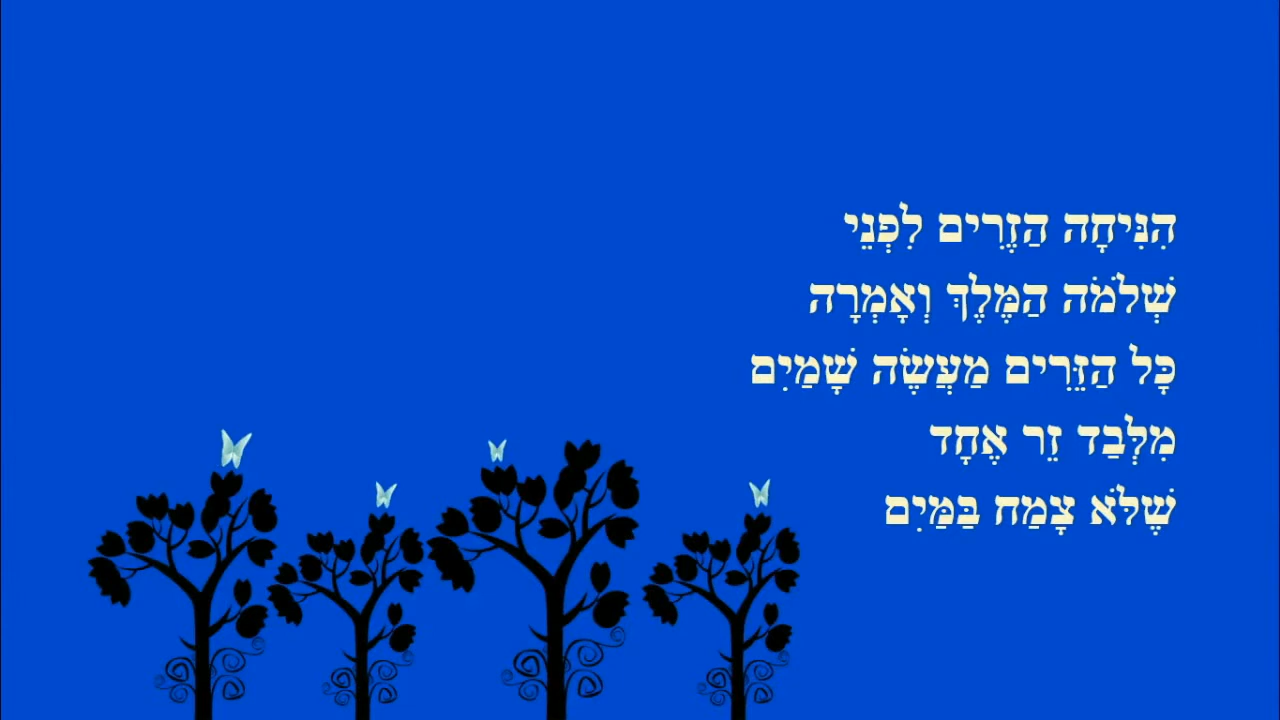 הִנִּיחָה הַזֵּרִים לִפְנֵי
שְׁלֹמֹה הַמֶּלֶךְ וְאָמְרָה
כָּל הַזֵּרִים מַעֲשֶׂה שָׁמַיִם
מִלְּבַד זֵר אֶחָד
שֶׁלֹּא צָמַח בַּמַּיִם